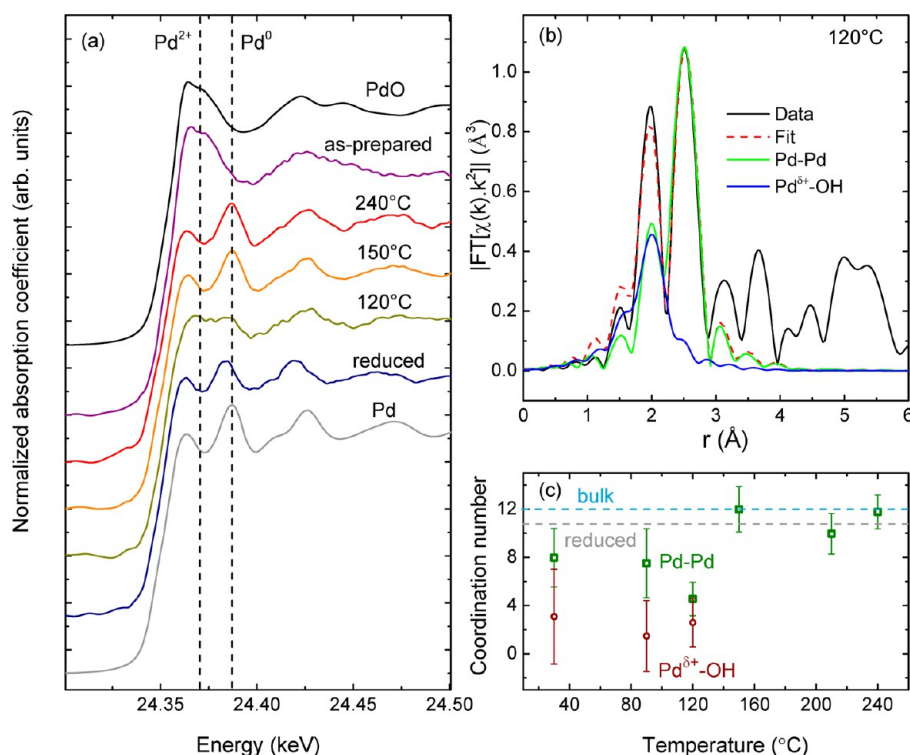 (a)
Pd²⁺
Pd⁰
PdO
as-prepared
240°C
150°C
120°C
reduced
Pd
Normalized absorption coefficient (arb. units)
24.35 24.40 24.45 24.50
Energy (keV)
(b)
120°C
Data
Fit
Pd-Pd
Pd^δ+-OH
|FT[χ(k).k²]| (Å³)
1.0
0.8
0.6
0.4
0.2
0.0
0 1 2 3 4 5 6
r (Å)
(c)
bulk
reduced
Pd-Pd
Pd^δ+-OH
Coordination number
12
8
4
0
40 80 120 160 200 240
Temperature (°C)